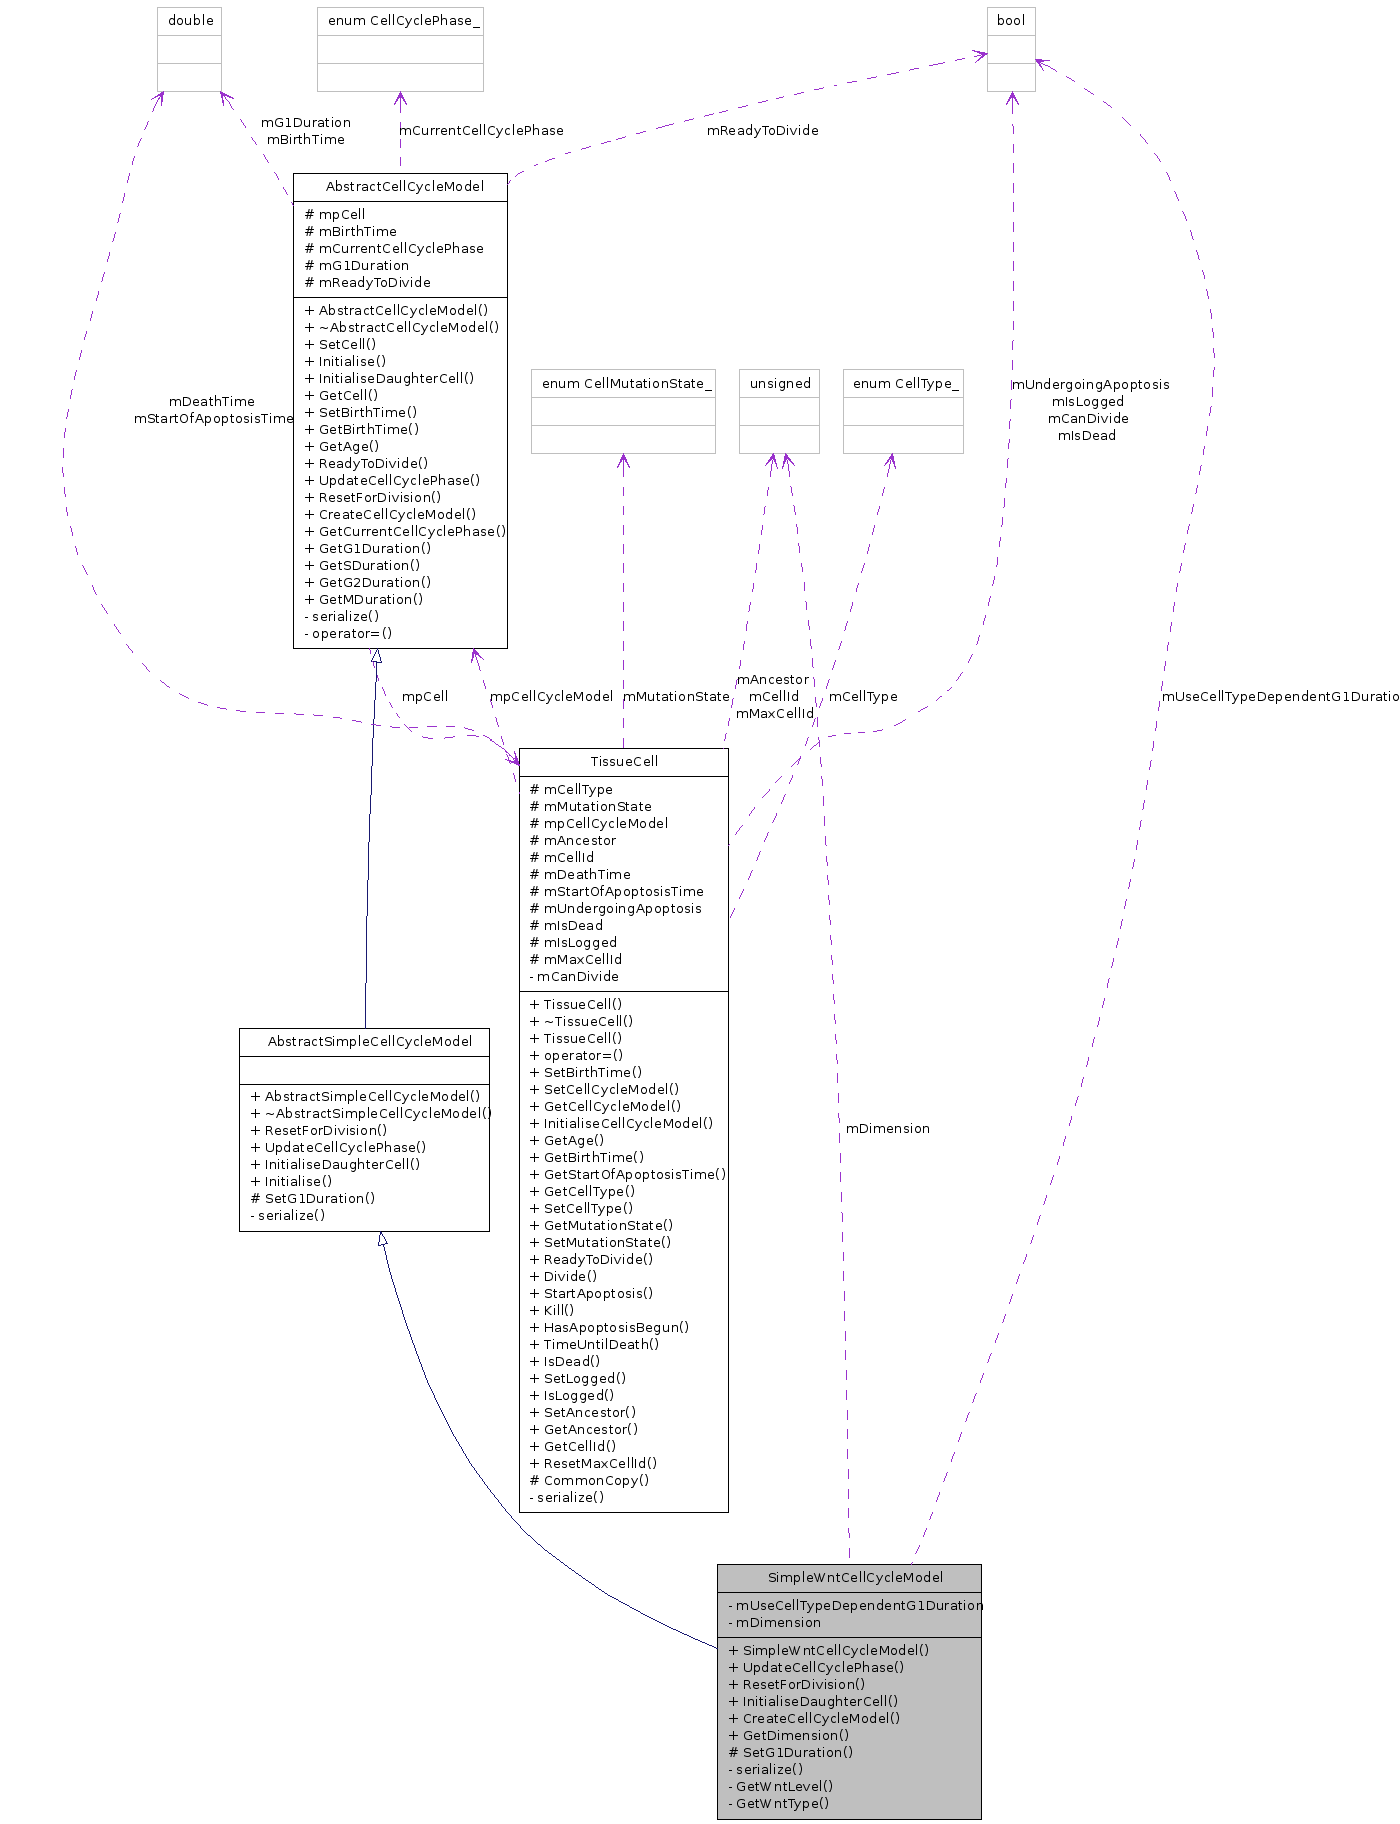 double
enum CellCyclePhase_
bool
mG1Duration
mBirthTime
mCurrentCellCyclePhase
mReadyToDivide
AbstractCellCycleModel
# mpCell
# mBirthTime
# mCurrentCellCyclePhase
# mG1Duration
# mReadyToDivide
+ AbstractCellCycleModel()
+ ~AbstractCellCycleModel()
+ SetCell()
+ Initialise()
+ InitialiseDaughterCell()
+ GetCell()
+ SetBirthTime()
+ GetBirthTime()
+ GetAge()
+ ReadyToDivide()
+ UpdateCellCyclePhase()
+ ResetForDivision()
+ CreateCellCycleModel()
+ GetCurrentCellCyclePhase()
+ GetG1Duration()
+ GetSDuration()
+ GetG2Duration()
+ GetMDuration()
- serialize()
- operator=()
mDeathTime
mStartOfApoptosisTime
enum CellMutationState_
unsigned
enum CellType_
mUndergoingApoptosis
mIsLogged
mCanDivide
mIsDead
mpCell
mpCellCycleModel
mMutationState
mAncestor
mCellId
mMaxCellId
mCellType
mUseCellTypeDependentG1Duratio
TissueCell
# mCellType
# mMutationState
# mpCellCycleModel
# mAncestor
# mCellId
# mDeathTime
# mStartOfApoptosisTime
# mUndergoingApoptosis
# mIsDead
# mIsLogged
# mMaxCellId
- mCanDivide
+ TissueCell()
+ ~TissueCell()
+ TissueCell()
+ operator=()
+ SetBirthTime()
+ SetCellCycleModel()
+ GetCellCycleModel()
+ InitialiseCellCycleModel()
+ GetAge()
+ GetBirthTime()
+ GetStartOfApoptosisTime()
+ GetCellType()
+ SetCellType()
+ GetMutationState()
+ SetMutationState()
+ ReadyToDivide()
+ Divide()
+ StartApoptosis()
+ Kill()
+ HasApoptosisBegun()
+ TimeUntilDeath()
+ IsDead()
+ SetLogged()
+ IsLogged()
+ SetAncestor()
+ GetAncestor()
+ GetCellId()
+ ResetMaxCellId()
# CommonCopy()
- serialize()
AbstractSimpleCellCycleModel
+ AbstractSimpleCellCycleModel()
+ ~AbstractSimpleCellCycleModel()
+ ResetForDivision()
+ UpdateCellCyclePhase()
+ InitialiseDaughterCell()
+ Initialise()
# SetG1Duration()
- serialize()
mDimension
SimpleWntCellCycleModel
- mUseCellTypeDependentG1Duration
- mDimension
+ SimpleWntCellCycleModel()
+ UpdateCellCyclePhase()
+ ResetForDivision()
+ InitialiseDaughterCell()
+ CreateCellCycleModel()
+ GetDimension()
# SetG1Duration()
- serialize()
- GetWntLevel()
- GetWntType()